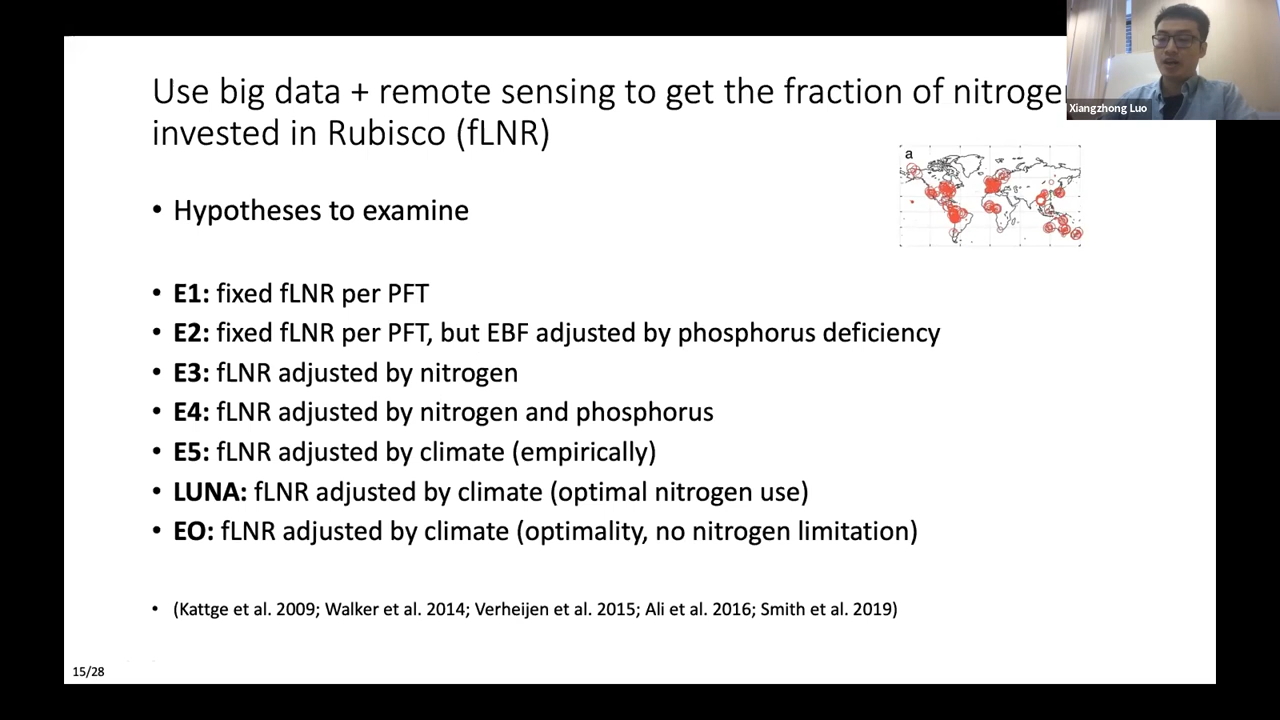 Use big data + remote sensing to get the fraction of nitrogen
invested in Rubisco (fLNR)
Xiangzhong Luo
a
• Hypotheses to examine
• E1: fixed fLNR per PFT
• E2: fixed fLNR per PFT, but EBF adjusted by phosphorus deficiency
• E3: fLNR adjusted by nitrogen
• E4: fLNR adjusted by nitrogen and phosphorus
• E5: fLNR adjusted by climate (empirically)
• LUNA: fLNR adjusted by climate (optimal nitrogen use)
• EO: fLNR adjusted by climate (optimality, no nitrogen limitation)
• (Kattge et al. 2009; Walker et al. 2014; Verheijen et al. 2015; Ali et al. 2016; Smith et al. 2019)
15/28